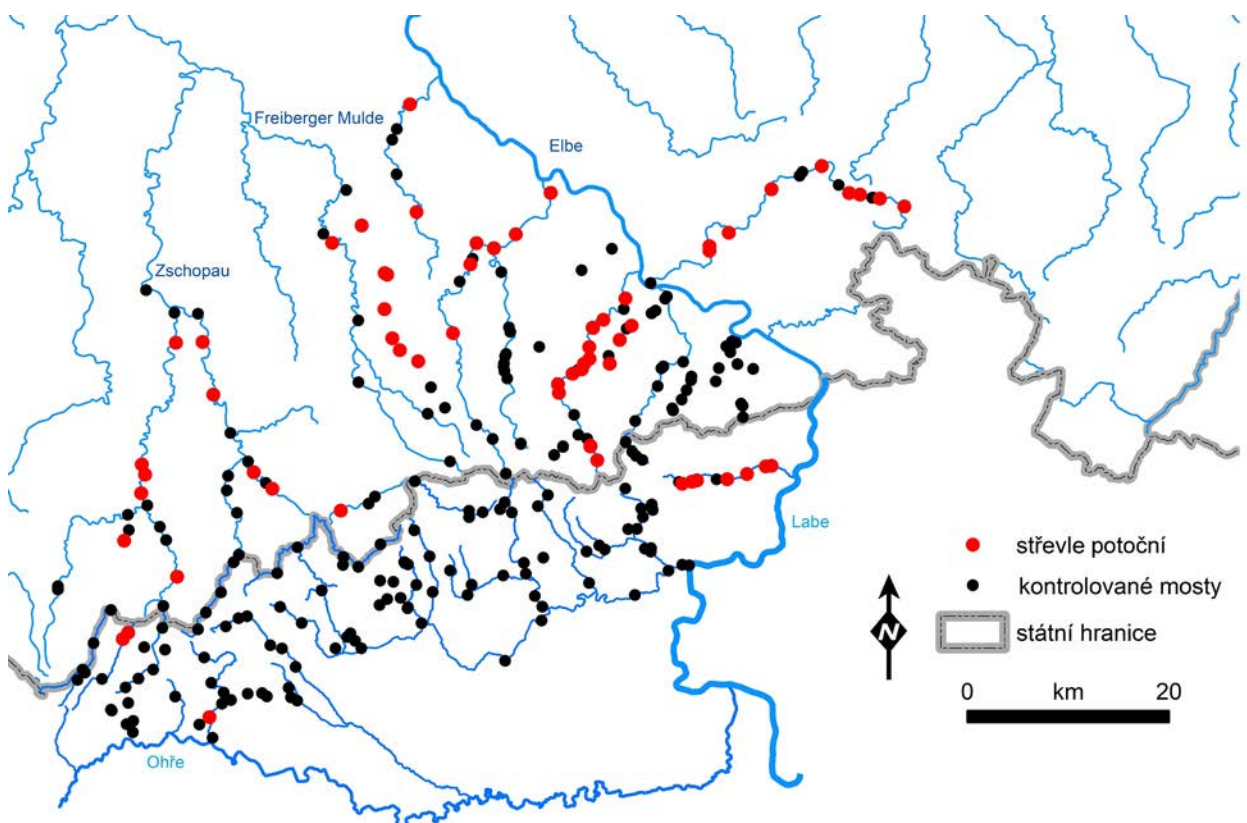 Freiberger Mulde
Elbe
Zschopau
Labe
Ohře
střevle potoční
kontrolované mosty
N
státní hranice
0 km 20